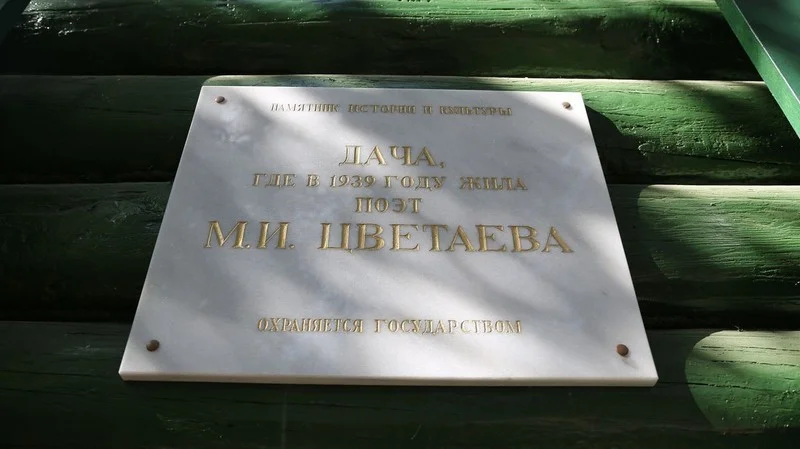 ПАМЯТНИК ИСТОРИИ И КУЛЬТУРЫ
ДАЧА,
ГДЕ В 1939 ГОДУ ЖИЛА
ПОЭТ
М.И. ЦВЕТАЕВА
ОХРАНЯЕТСЯ ГОСУДАРСТВОМ